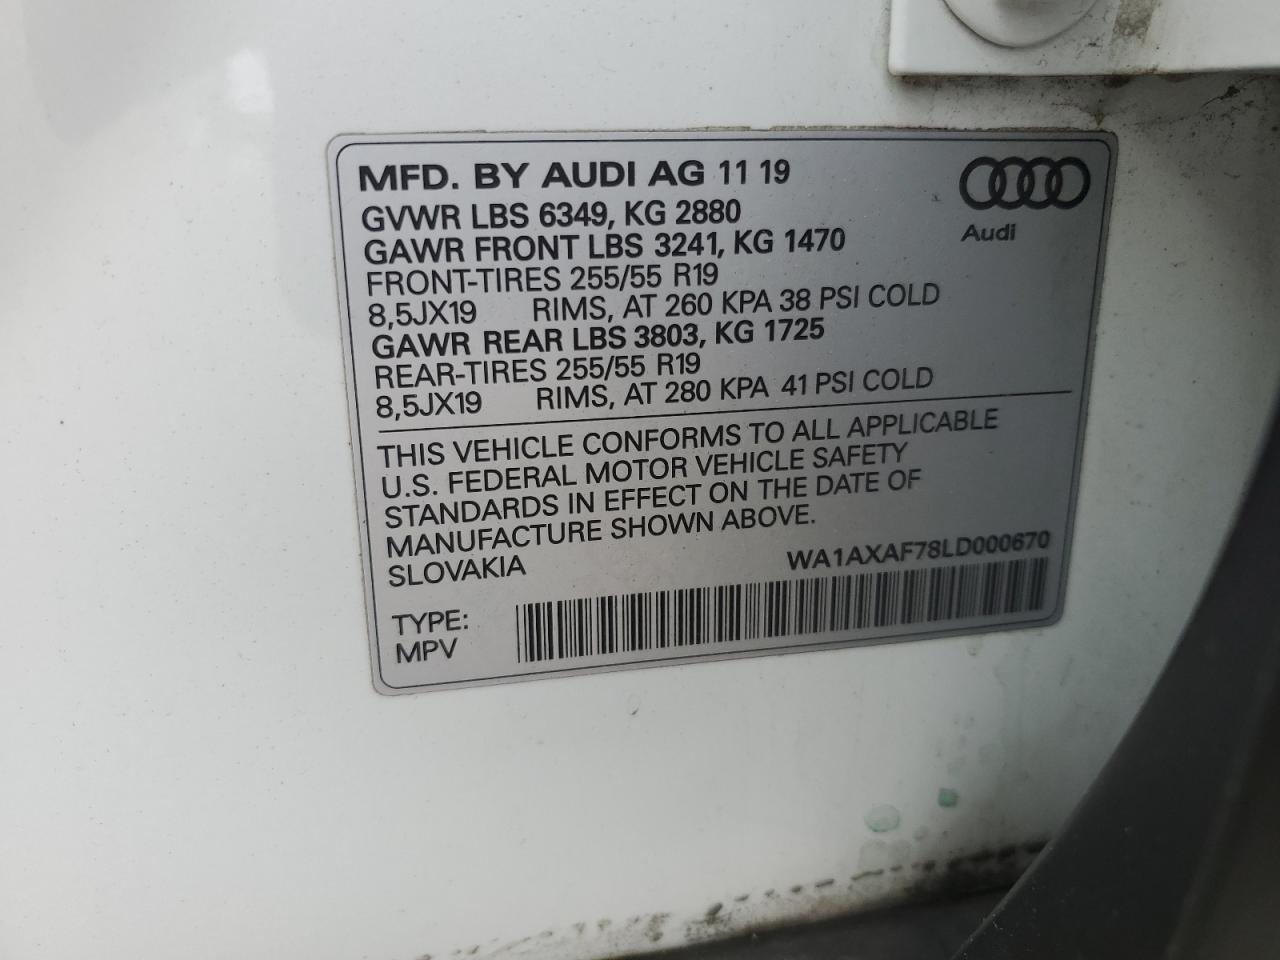 MFD. BY AUDI AG 11 19
Audi
GVWR LBS 6349, KG 2880
GAWR FRONT LBS 3241, KG 1470
FRONT-TIRES 255/55 R19
8,5JX19 RIMS, AT 260 KPA 38 PSI COLD
GAWR REAR LBS 3803, KG 1725
REAR-TIRES 255/55 R19
8,5JX19 RIMS, AT 280 KPA 41 PSI COLD
THIS VEHICLE CONFORMS TO ALL APPLICABLE
U.S. FEDERAL MOTOR VEHICLE SAFETY
STANDARDS IN EFFECT ON THE DATE OF
MANUFACTURE SHOWN ABOVE.
SLOVAKIA
WA1AXAF78LD000670
TYPE:
MPV